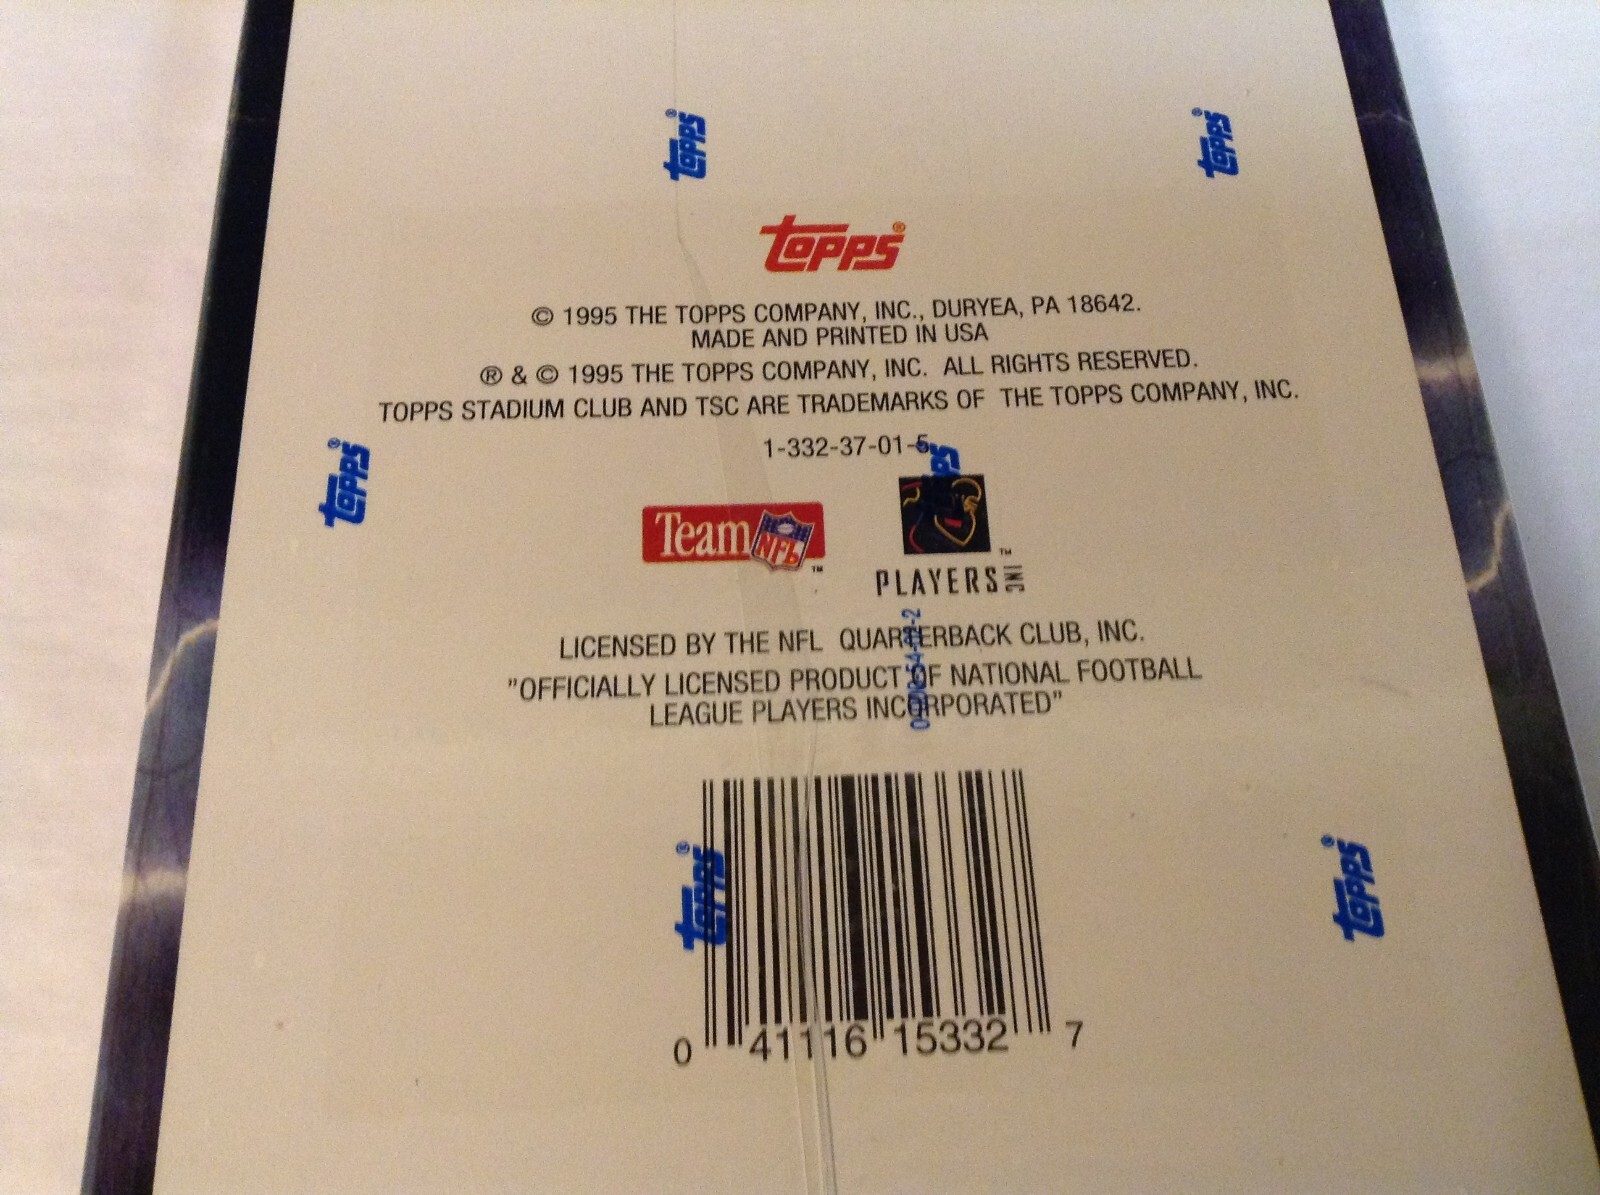 topps®
topps®
topps®
© 1995 THE TOPPS COMPANY, INC., DURYEA, PA 18642.
MADE AND PRINTED IN USA
® & © 1995 THE TOPPS COMPANY, INC. ALL RIGHTS RESERVED.
TOPPS STADIUM CLUB AND TSC ARE TRADEMARKS OF THE TOPPS COMPANY, INC.
topps®
1-332-37-01-5
Team NFL ™
PLAYERS INC ™
LICENSED BY THE NFL QUARTERBACK CLUB, INC.
"OFFICIALLY LICENSED PRODUCT OF NATIONAL FOOTBALL
LEAGUE PLAYERS INCORPORATED"
topps®
topps®
0 41116 15332 7